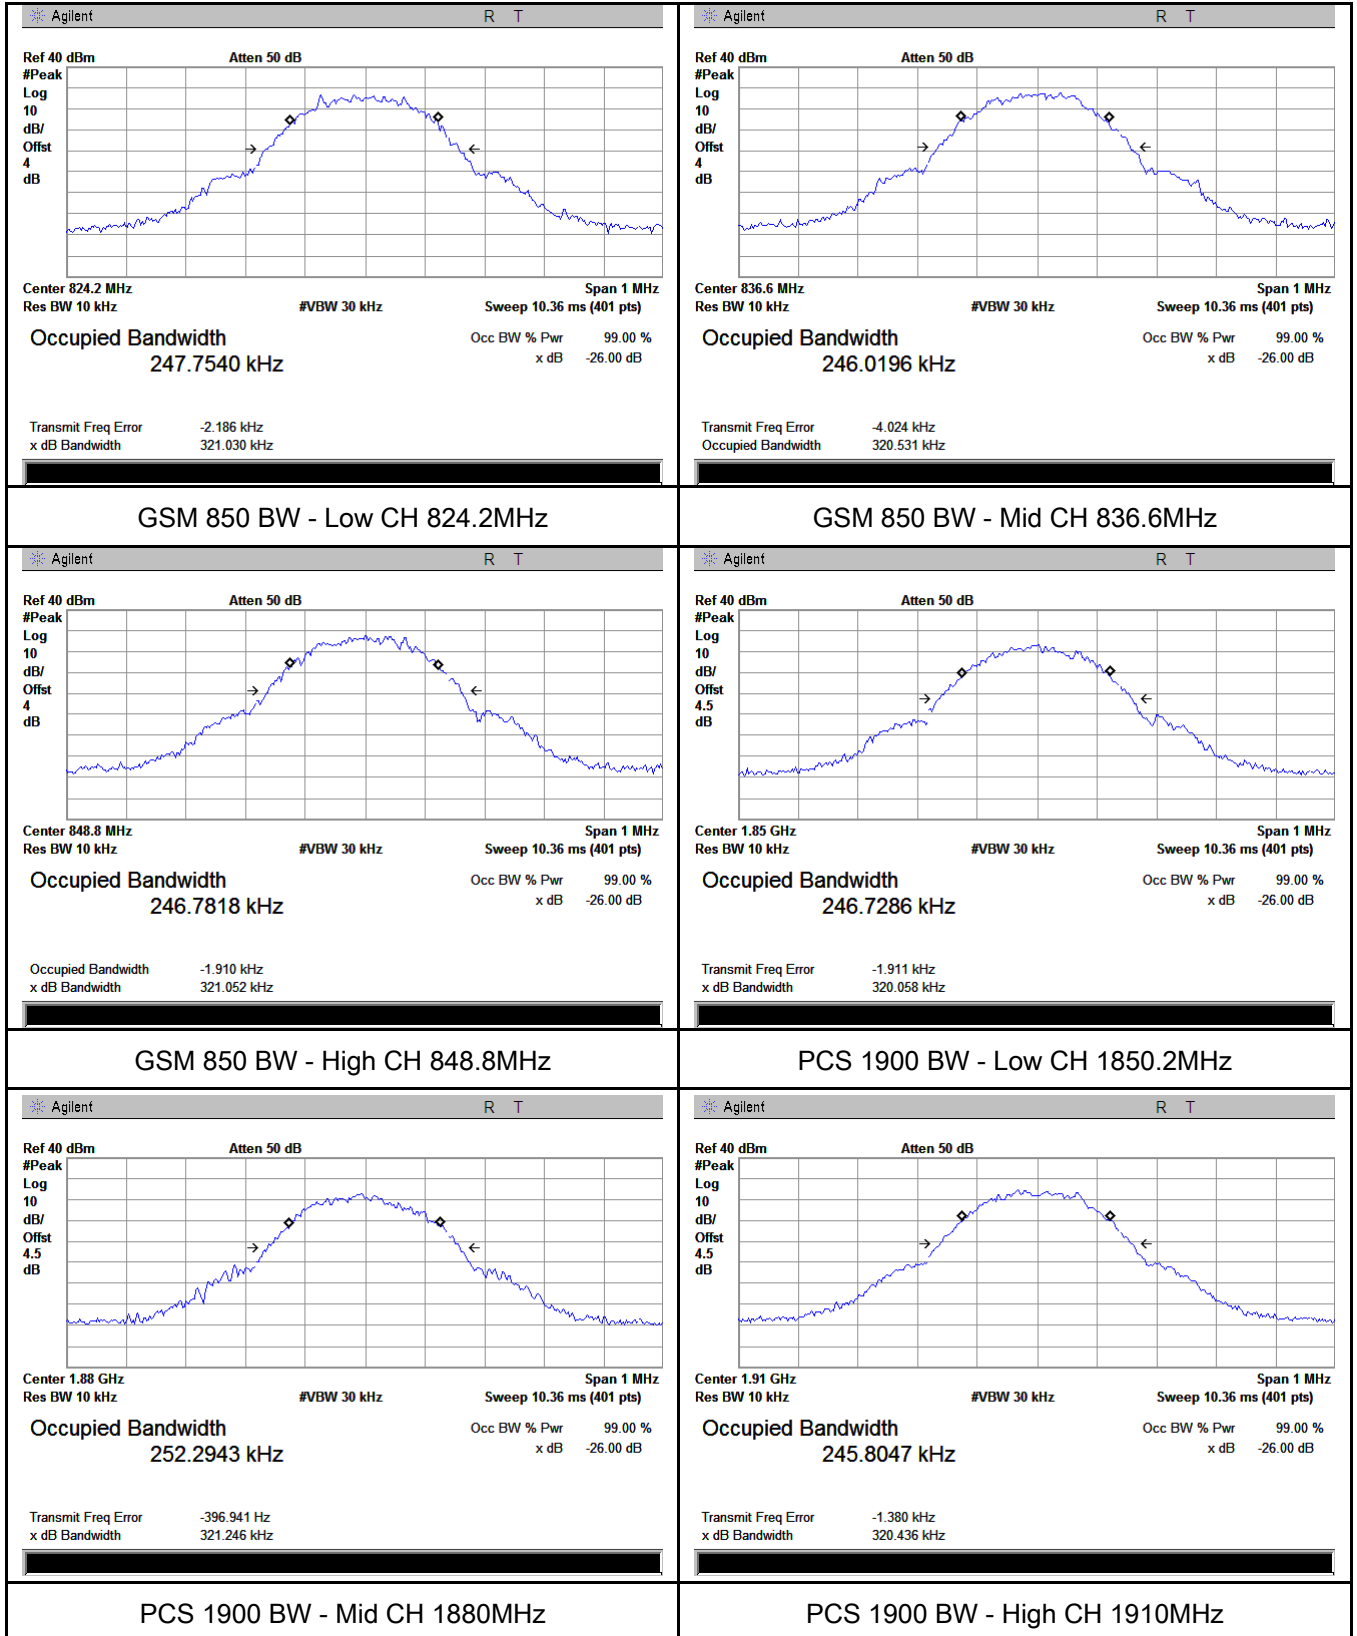 Agilent R T
Ref 40 dBm Atten 50 dB
#Peak
Log
10
dB/
Offst
4
dB
Center 824.2 MHz Span 1 MHz
Res BW 10 kHz #VBW 30 kHz Sweep 10.36 ms (401 pts)
Occupied Bandwidth Occ BW % Pwr 99.00 %
247.7540 kHz x dB -26.00 dB
Transmit Freq Error -2.186 kHz
x dB Bandwidth 321.030 kHz
GSM 850 BW - Low CH 824.2MHz
Agilent R T
Ref 40 dBm Atten 50 dB
#Peak
Log
10
dB/
Offst
4
dB
Center 836.6 MHz Span 1 MHz
Res BW 10 kHz #VBW 30 kHz Sweep 10.36 ms (401 pts)
Occupied Bandwidth Occ BW % Pwr 99.00 %
246.0196 kHz x dB -26.00 dB
Transmit Freq Error -4.024 kHz
Occupied Bandwidth 320.531 kHz
GSM 850 BW - Mid CH 836.6MHz
Agilent R T
Ref 40 dBm Atten 50 dB
#Peak
Log
10
dB/
Offst
4
dB
Center 848.8 MHz Span 1 MHz
Res BW 10 kHz #VBW 30 kHz Sweep 10.36 ms (401 pts)
Occupied Bandwidth Occ BW % Pwr 99.00 %
246.7818 kHz x dB -26.00 dB
Occupied Bandwidth -1.910 kHz
x dB Bandwidth 321.052 kHz
GSM 850 BW - High CH 848.8MHz
Agilent R T
Ref 40 dBm Atten 50 dB
#Peak
Log
10
dB/
Offst
4.5
dB
Center 1.85 GHz Span 1 MHz
Res BW 10 kHz #VBW 30 kHz Sweep 10.36 ms (401 pts)
Occupied Bandwidth Occ BW % Pwr 99.00 %
246.7286 kHz x dB -26.00 dB
Transmit Freq Error -1.911 kHz
x dB Bandwidth 320.058 kHz
PCS 1900 BW - Low CH 1850.2MHz
Agilent R T
Ref 40 dBm Atten 50 dB
#Peak
Log
10
dB/
Offst
4.5
dB
Center 1.88 GHz Span 1 MHz
Res BW 10 kHz #VBW 30 kHz Sweep 10.36 ms (401 pts)
Occupied Bandwidth Occ BW % Pwr 99.00 %
252.2943 kHz x dB -26.00 dB
Transmit Freq Error -396.941 Hz
x dB Bandwidth 321.246 kHz
PCS 1900 BW - Mid CH 1880MHz
Agilent R T
Ref 40 dBm Atten 50 dB
#Peak
Log
10
dB/
Offst
4.5
dB
Center 1.91 GHz Span 1 MHz
Res BW 10 kHz #VBW 30 kHz Sweep 10.36 ms (401 pts)
Occupied Bandwidth Occ BW % Pwr 99.00 %
245.8047 kHz x dB -26.00 dB
Transmit Freq Error -1.380 kHz
x dB Bandwidth 320.436 kHz
PCS 1900 BW - High CH 1910MHz